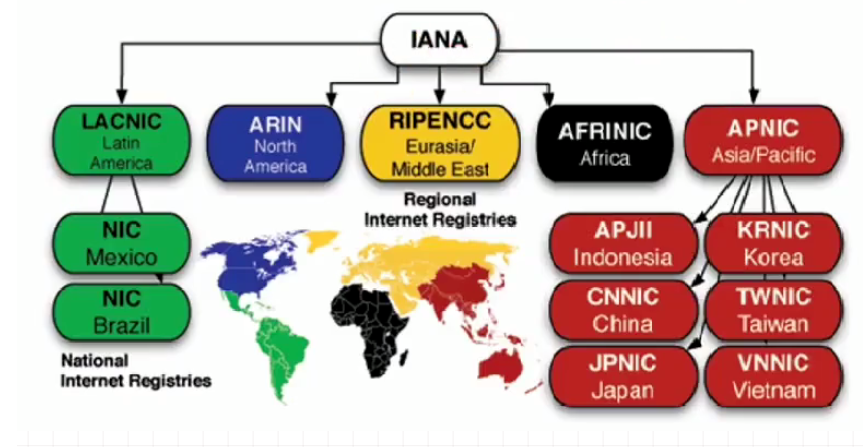 IANA
LACNIC
Latin
America
ARIN
North
America
RIPENCC
Eurasia/
Middle East
AFRINIC
Africa
APNIC
Asia/Pacific
Regional
Internet Registries
NIC
Mexico
NIC
Brazil
National
Internet Registries
APJII
Indonesia
KRNIC
Korea
CNNIC
China
TWNIC
Taiwan
JPNIC
Japan
VNNIC
Vietnam